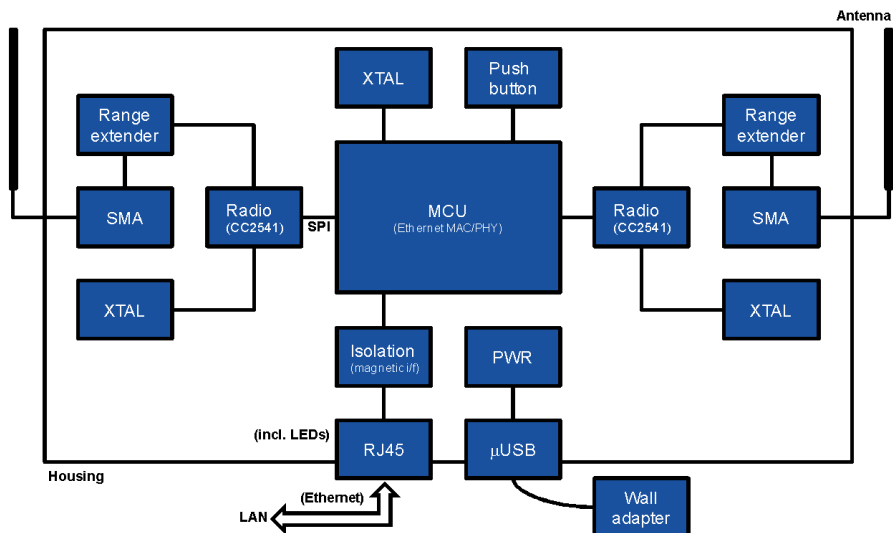 Antenna
XTAL
Push
button
Range
extender
Range
extender
SMA
Radio
(CC2541)
SPI
MCU
(Ethernet MAC/PHY)
Radio
(CC2541)
SMA
XTAL
XTAL
Isolation
(magnetic i/f)
PWR
(incl. LEDs)
RJ45
µUSB
Housing
(Ethernet)
LAN
Wall
adapter